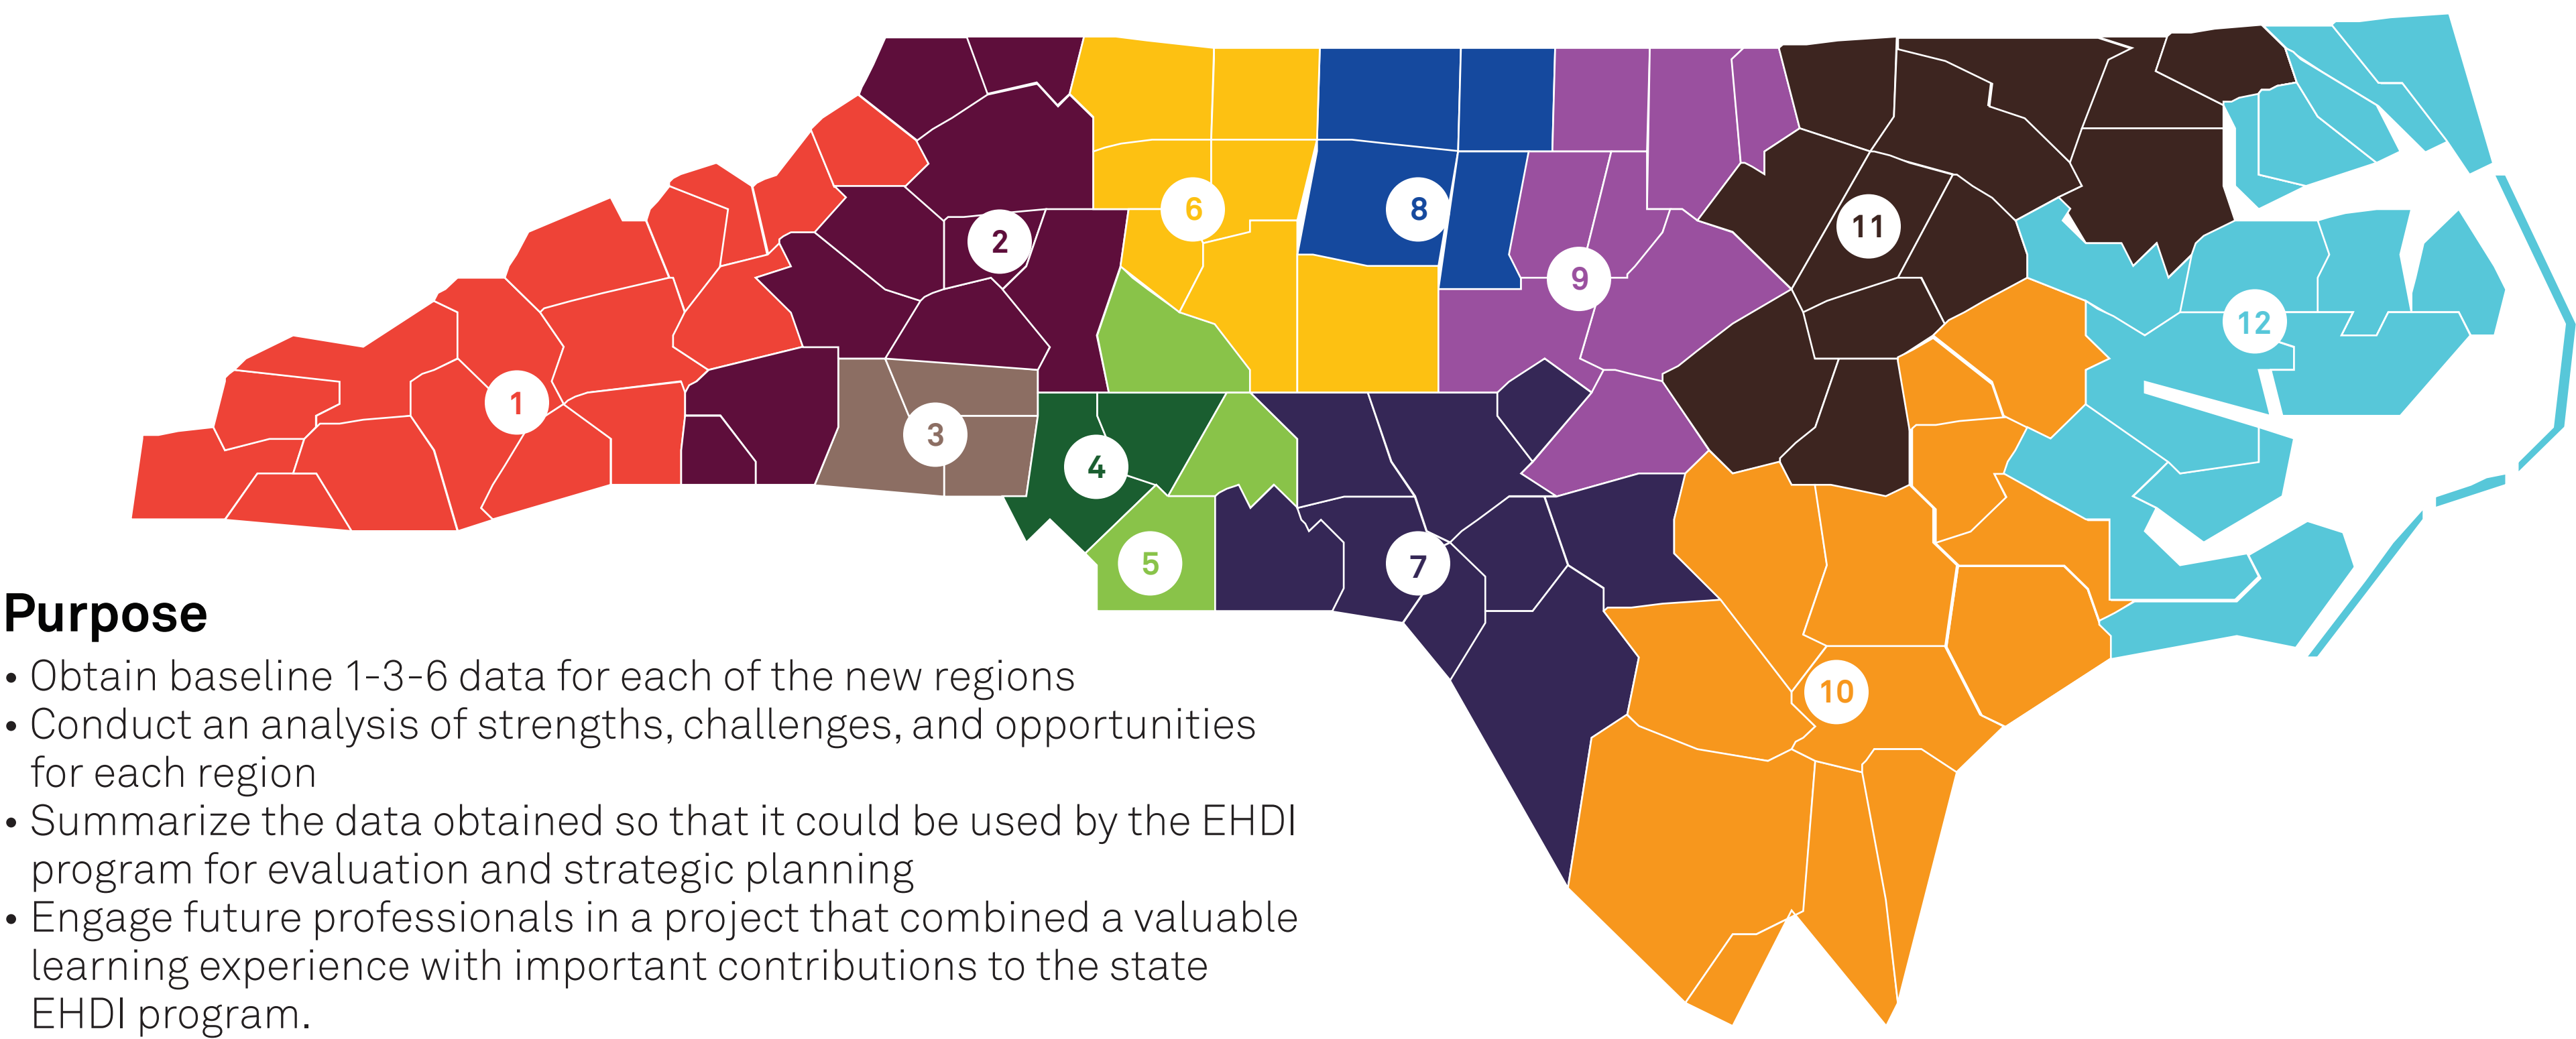 6
8
2
11
9
12
1
3
4
5
7
10
Purpose
• Obtain baseline 1-3-6 data for each of the new regions
• Conduct an analysis of strengths, challenges, and opportunities
for each region
• Summarize the data obtained so that it could be used by the EHDI
program for evaluation and strategic planning
• Engage future professionals in a project that combined a valuable
learning experience with important contributions to the state
EHDI program.